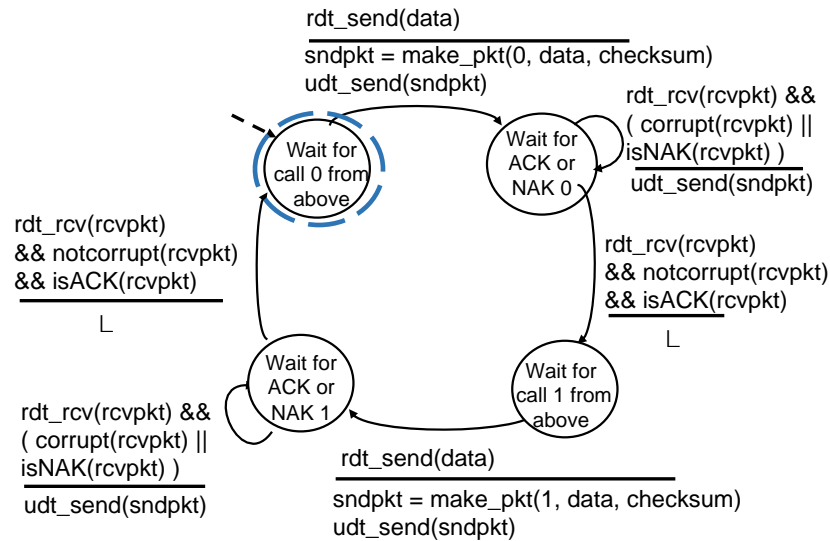 rdt_send(data)
sndpkt = make_pkt(0, data, checksum)
udt_send(sndpkt)
Wait for
call 0 from
above
Wait for
ACK or
NAK 0
rdt_rcv(rcvpkt) &&
( corrupt(rcvpkt) ||
isNAK(rcvpkt) )
udt_send(sndpkt)
rdt_rcv(rcvpkt)
&& notcorrupt(rcvpkt)
&& isACK(rcvpkt)
L
rdt_rcv(rcvpkt)
&& notcorrupt(rcvpkt)
&& isACK(rcvpkt)
L
Wait for
ACK or
NAK 1
Wait for
call 1 from
above
rdt_rcv(rcvpkt) &&
( corrupt(rcvpkt) ||
isNAK(rcvpkt) )
udt_send(sndpkt)
rdt_send(data)
sndpkt = make_pkt(1, data, checksum)
udt_send(sndpkt)